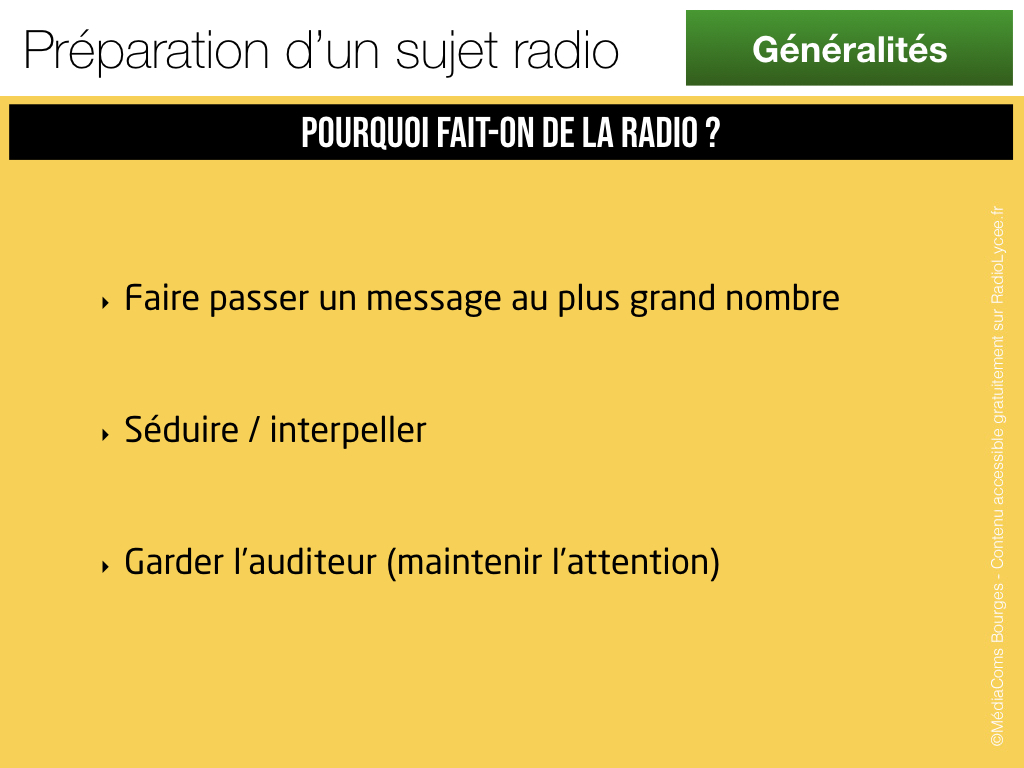 Préparation d’un sujet radio
Généralités
POURQUOI FAIT-ON DE LA RADIO ?
‣ Faire passer un message au plus grand nombre
‣ Séduire / interpeller
‣ Garder l’auditeur (maintenir l’attention)
©MédiaComs Bourges - Contenu accessible gratuitement sur RadioLycee.fr